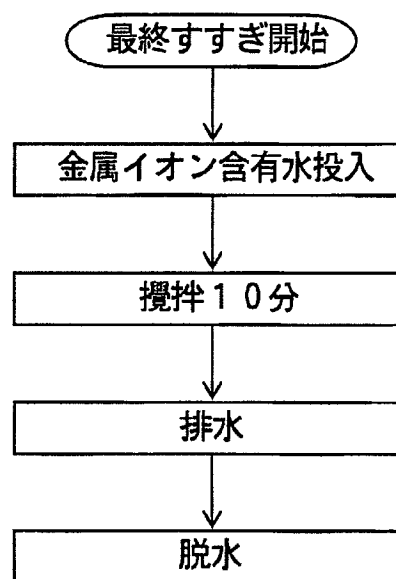 最終すすぎ開始
金属イオン含有水投入
攪拌10分
排水
脱水